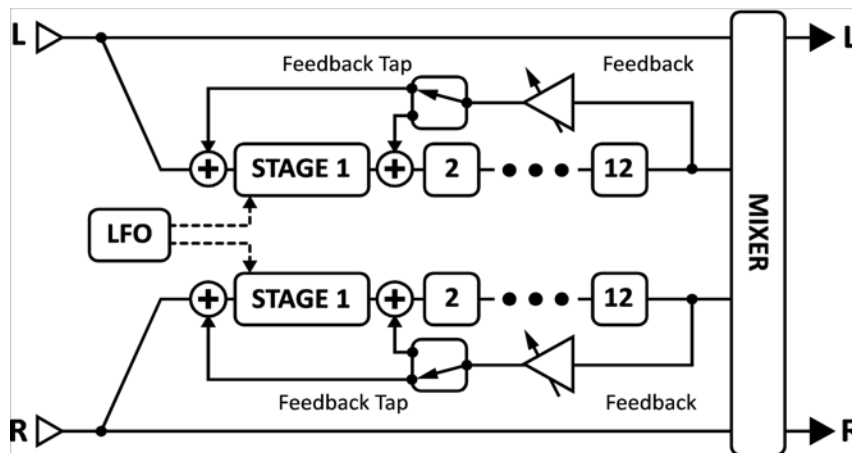 L
L
Feedback Tap
Feedback
+
STAGE 1
+
2
12
LFO
MIXER
+
STAGE 1
+
2
12
Feedback Tap
Feedback
R
R